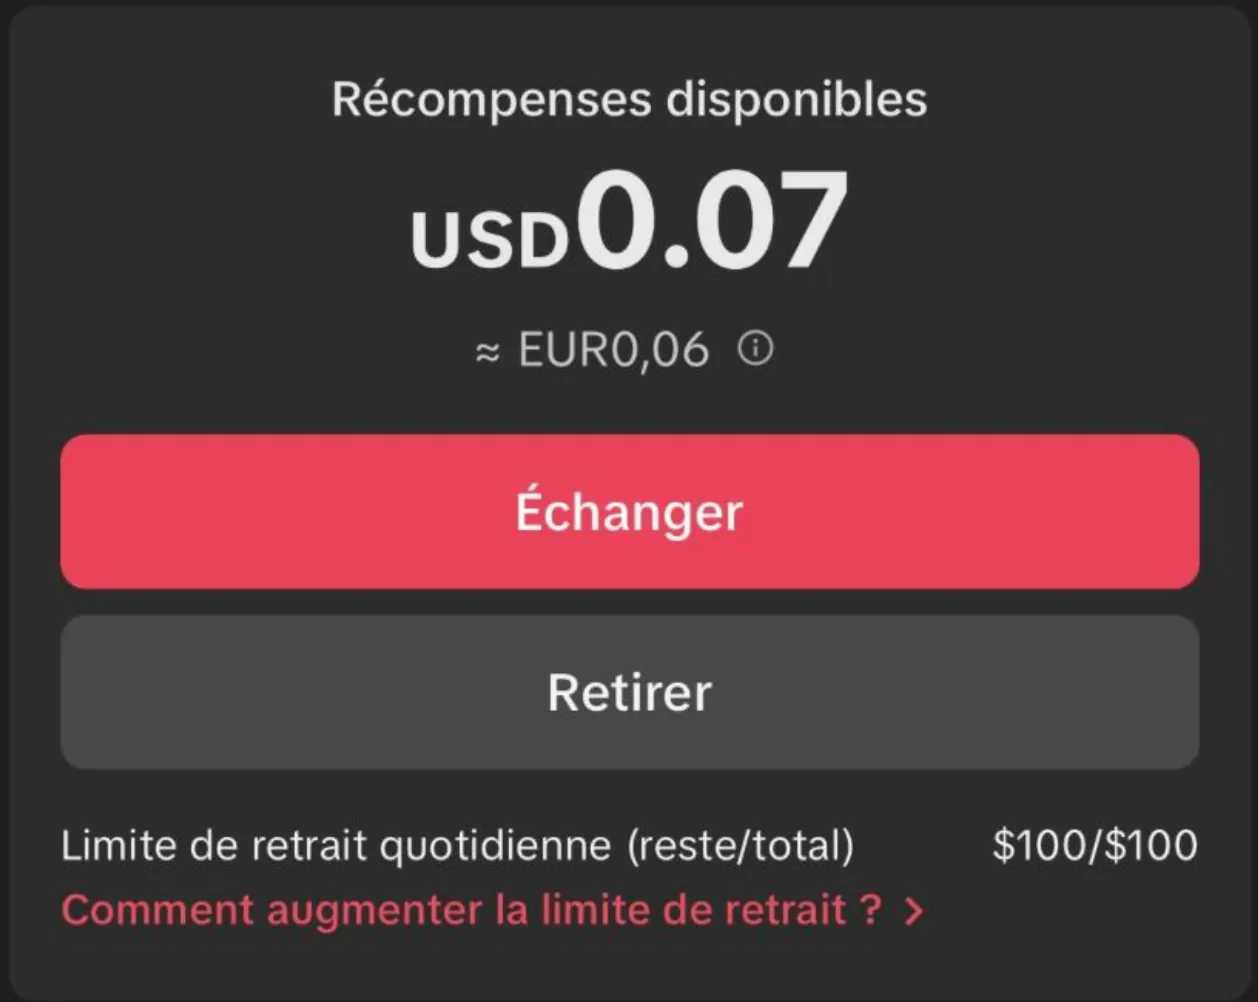 Récompenses disponibles
USD0.07
≈ EUR0,06
Échanger
Retirer
Limite de retrait quotidienne (reste/total) $100/$100
Comment augmenter la limite de retrait ? >